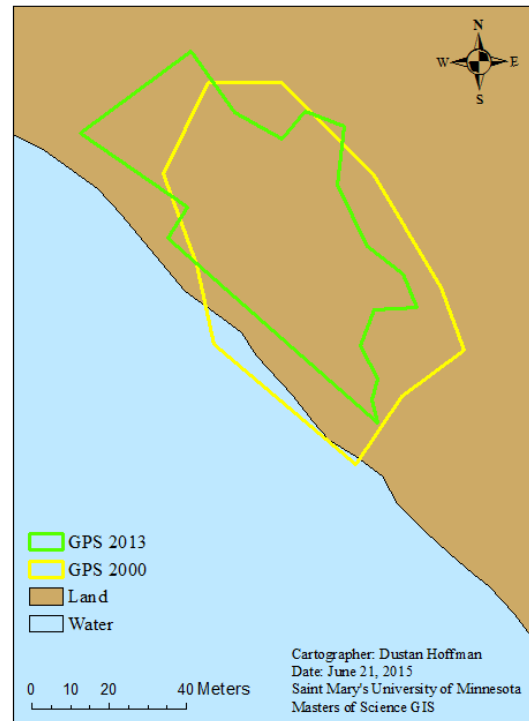 N
W E
S
GPS 2013
GPS 2000
Land
Water
0 10 20 40 Meters
Cartographer: Dustan Hoffman
Date: June 21, 2015
Saint Mary's University of Minnesota
Masters of Science GIS